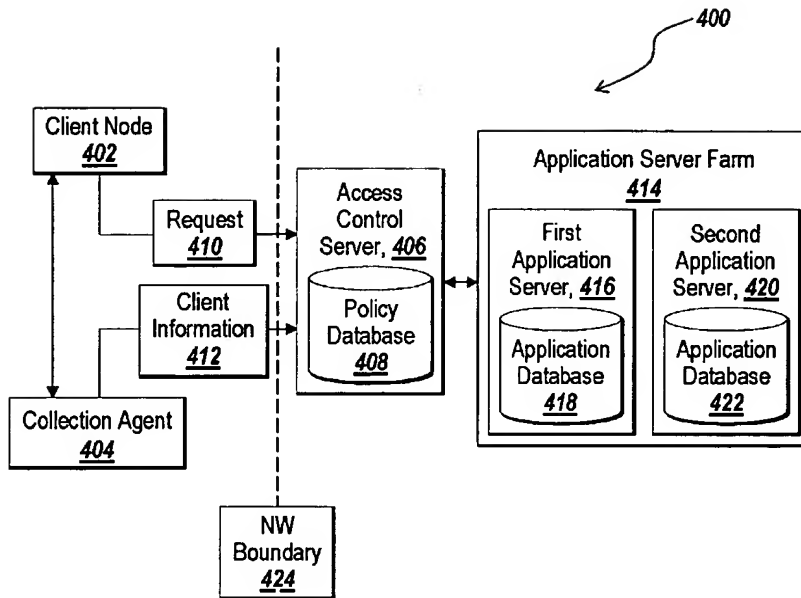 400
Client Node
402
Request
410
Client
Information
412
Collection Agent
404
NW
Boundary
424
Access
Control
Server, 406
Policy
Database
408
Application Server Farm
414
First
Application
Server, 416
Application
Database
418
Second
Application
Server, 420
Application
Database
422